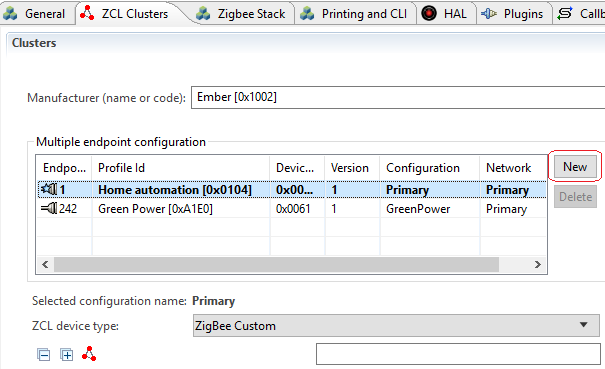 General ZCL Clusters Zigbee Stack Printing and CLI HAL Plugins Callb
Clusters
Manufacturer (name or code): Ember [0x1002]
Multiple endpoint configuration
Endpo... Profile Id Devic... Version Configuration Network New
1 Home automation [0x0104] 0x00... 1 Primary Primary Delete
242 Green Power [0xA1E0] 0x0061 1 GreenPower Primary
Selected configuration name: Primary
ZCL device type: ZigBee Custom